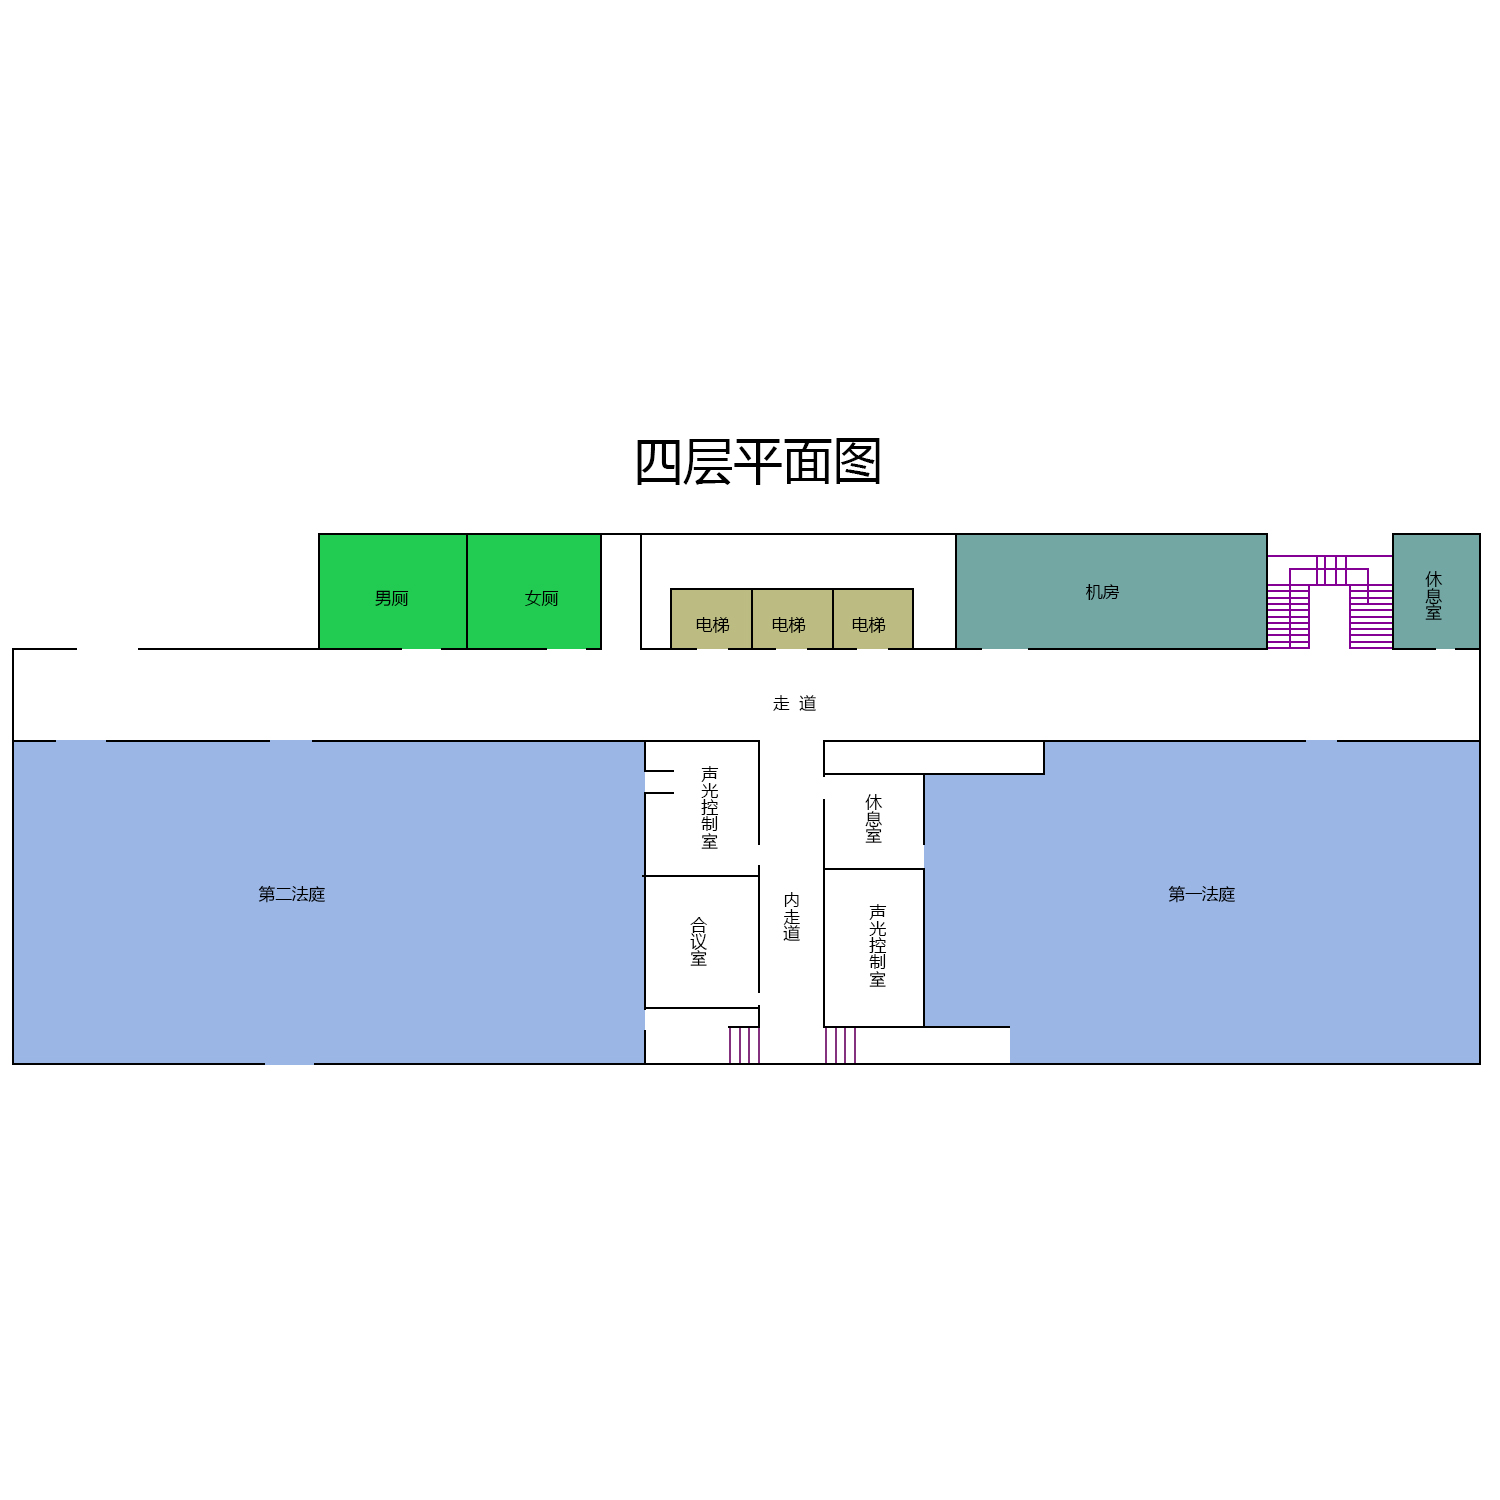 四层平面图
男厕
女厕
电梯
电梯
电梯
机房
休息室
走 道
声光控制室
休息室
第二法庭
合议室
内走道
声光控制室
第一法庭